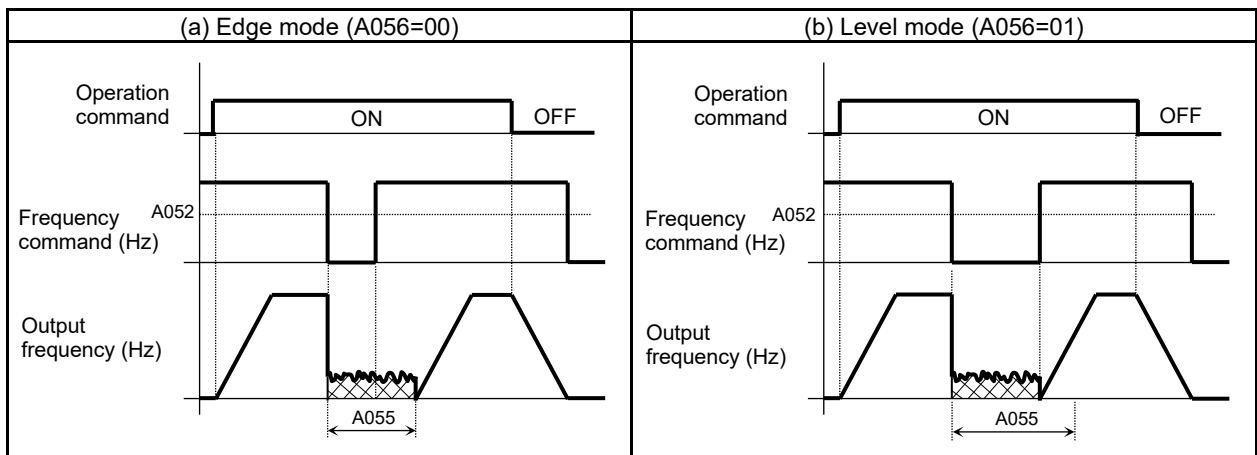 (a) Edge mode (A056=00)
Operation
command
ON
OFF
Frequency
command (Hz)
A052
Output
frequency (Hz)
A055
(b) Level mode (A056=01)
Operation
command
ON
OFF
Frequency
command (Hz)
A052
Output
frequency (Hz)
A055